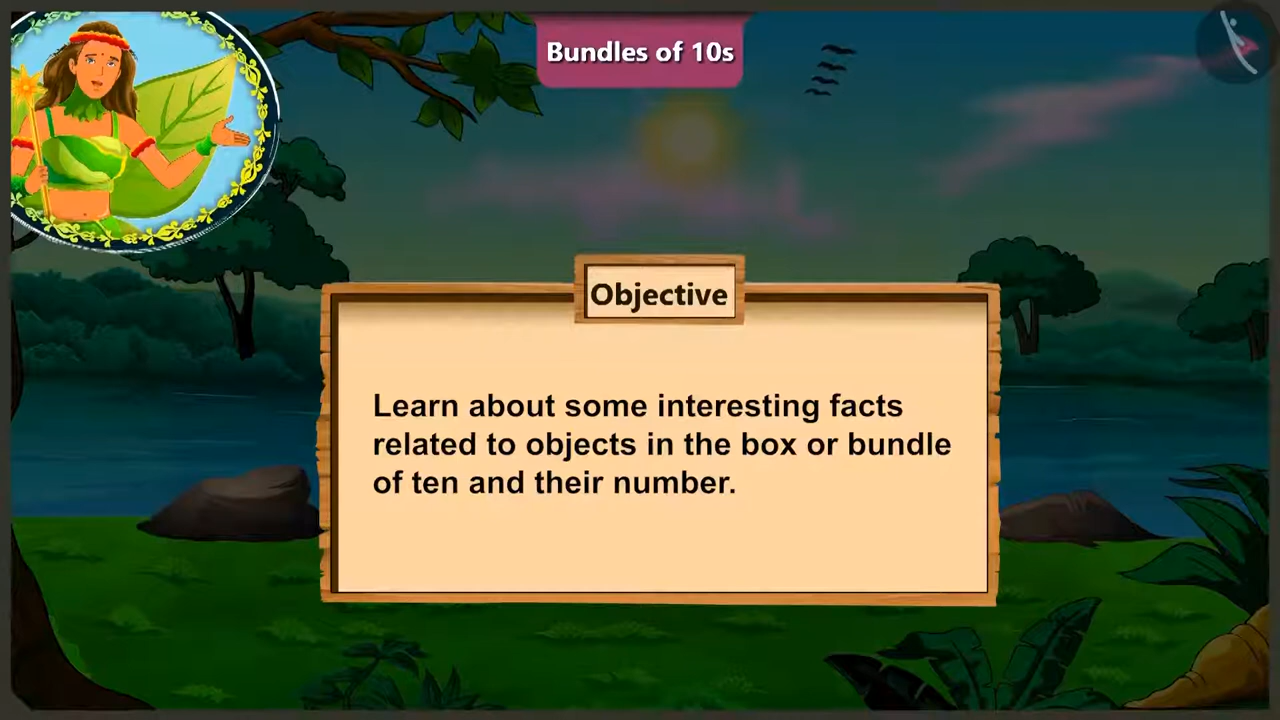 Bundles of 10s
Objective
Learn about some interesting facts
related to objects in the box or bundle
of ten and their number.